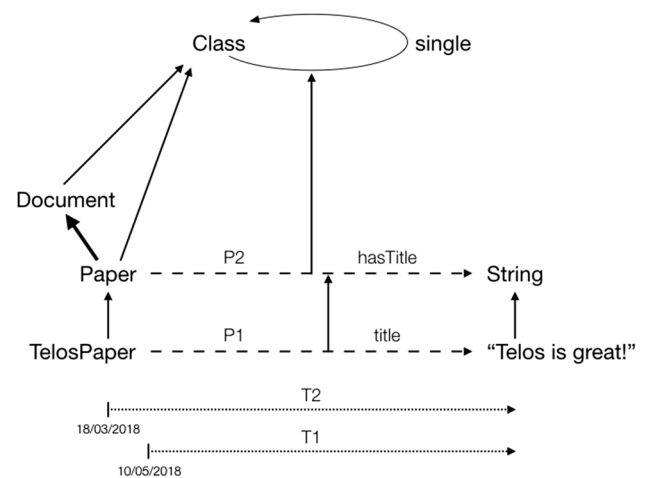 Class single
Document
P2 hasTitle
Paper String
P1 title
TelosPaper “Telos is great!”
T2
18/03/2018
T1
10/05/2018